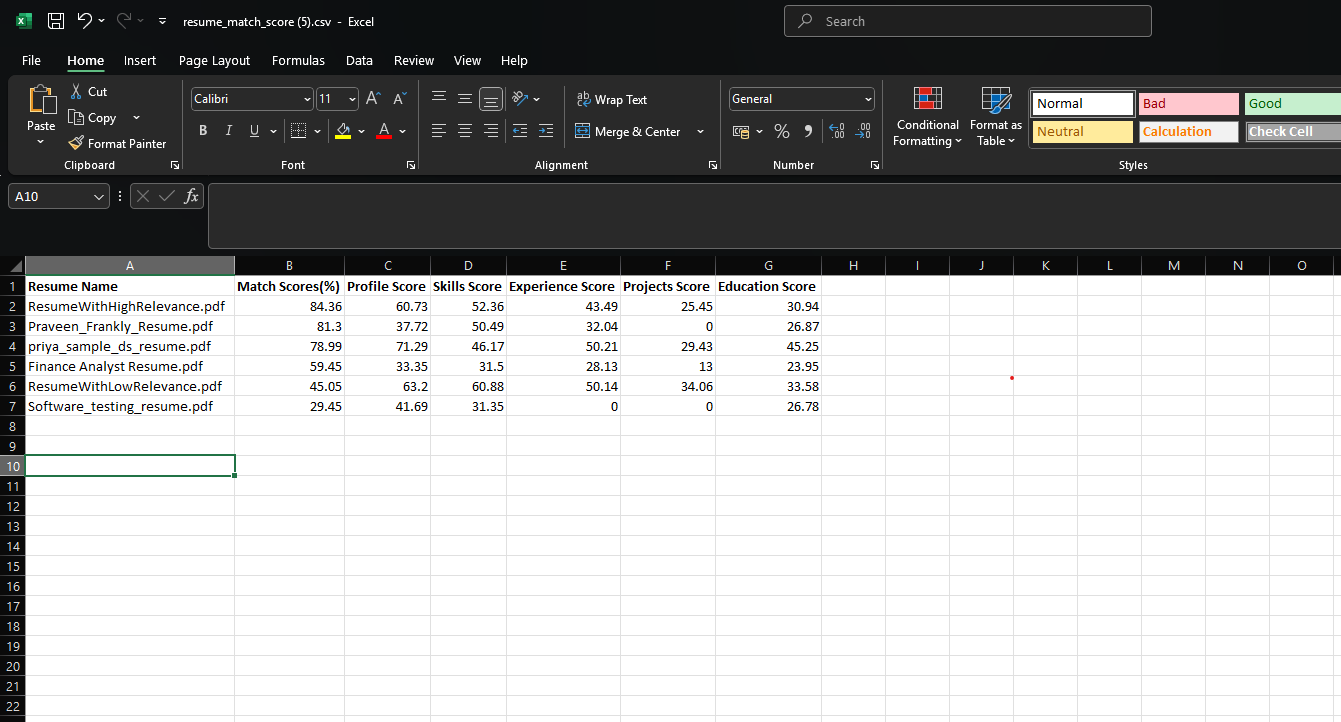 resume_match_score (5).csv - Excel
Search
File Home Insert Page Layout Formulas Data Review View Help
Paste
Cut
Copy
Format Painter
Clipboard
Calibri 11 A A
B I U A
Font
ab Wrap Text
Merge & Center
Alignment
General
% 9 .00 .00
Number
Conditional Formatting
Format as Table
Normal Bad Good
Neutral Calculation Check Cell
Styles
A10 fx
A B C D E F G H I J K L M N O
1 Resume Name Match Scores(%) Profile Score Skills Score Experience Score Projects Score Education Score
2 ResumeWithHighRelevance.pdf 84.36 60.73 52.36 43.49 25.45 30.94
3 Praveen_Frankly_Resume.pdf 81.3 37.72 50.49 32.04 0 26.87
4 priya_sample_ds_resume.pdf 78.99 71.29 46.17 50.21 29.43 45.25
5 Finance Analyst Resume.pdf 59.45 33.35 31.5 28.13 13 23.95
6 ResumeWithLowRelevance.pdf 45.05 63.2 60.88 50.14 34.06 33.58
7 Software_testing_resume.pdf 29.45 41.69 31.35 0 0 26.78
8
9
10
11
12
13
14
15
16
17
18
19
20
21
22